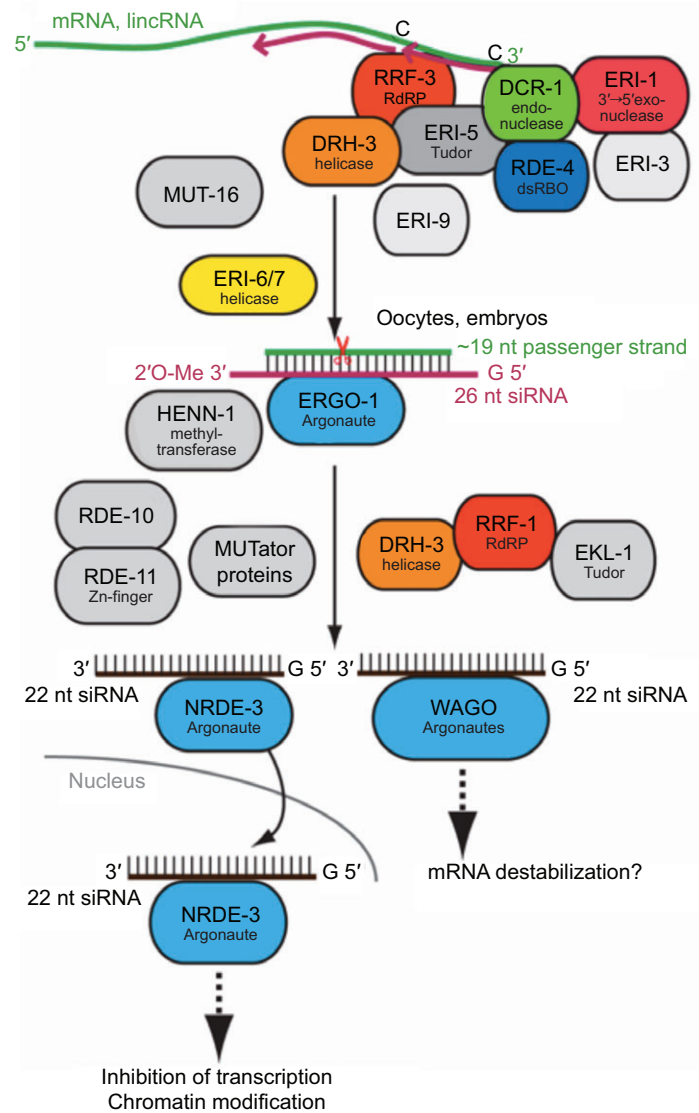 mRNA, lincRNA
5′
C
C 3′
RRF-3
RdRP
DCR-1
endo-
nuclease
ERI-1
3′→5′exo-
nuclease
DRH-3
helicase
ERI-5
Tudor
RDE-4
dsRBO
ERI-3
MUT-16
ERI-9
ERI-6/7
helicase
Oocytes, embryos
~19 nt passenger strand
2′O-Me 3′
G 5′
26 nt siRNA
ERGO-1
Argonaute
HENN-1
methyl-
transferase
RDE-10
RDE-11
Zn-finger
MUTator
proteins
DRH-3
helicase
RRF-1
RdRP
EKL-1
Tudor
3′
G 5′
22 nt siRNA
NRDE-3
Argonaute
3′
G 5′
22 nt siRNA
WAGO
Argonautes
Nucleus
3′
G 5′
22 nt siRNA
NRDE-3
Argonaute
mRNA destabilization?
Inhibition of transcription
Chromatin modification